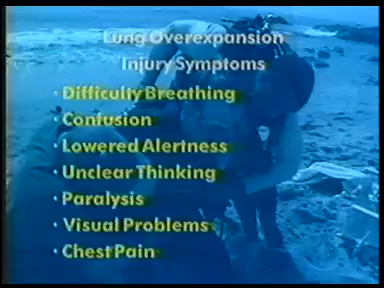 Lung Overexpansion
Injury Symptoms
· Difficulty Breathing
· Confusion
· Lowered Alertness
· Unclear Thinking
· Paralysis
· Visual Problems
· Chest Pain